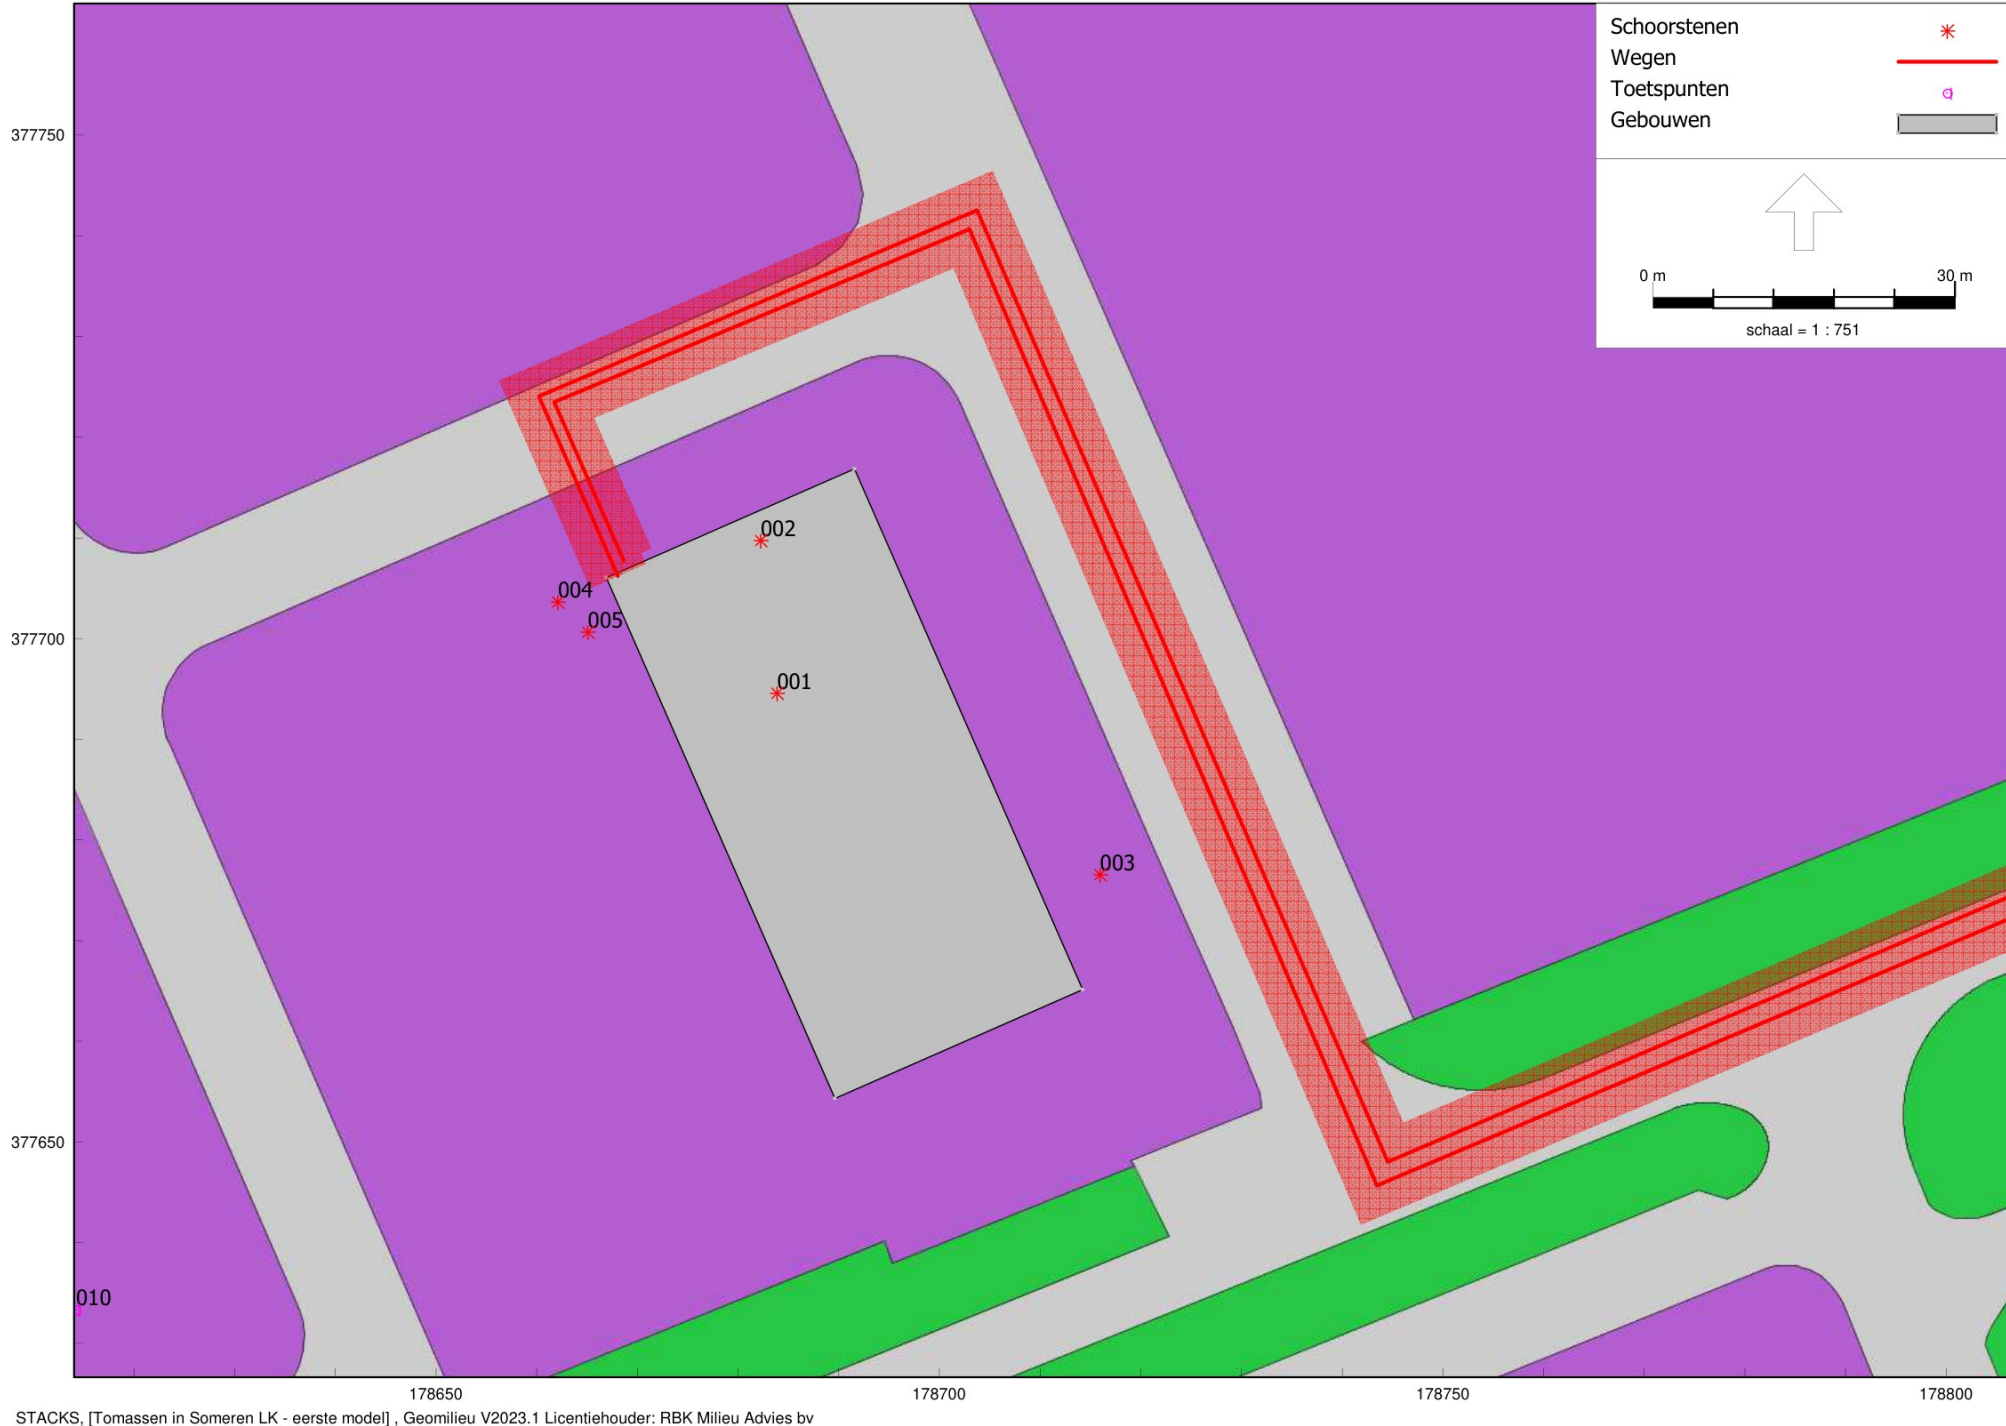 Schoorstenen
Wegen
Toetspunten
Gebouwen
0 m 30 m
schaal = 1 : 751
377750
377700
377650
002
004
005
001
003
010
178650 178700 178750 178800
STACKS, [Tomassen in Someren LK - eerste model] , Geomilieu V2023.1 Licentiehouder: RBK Milieu Advies bv